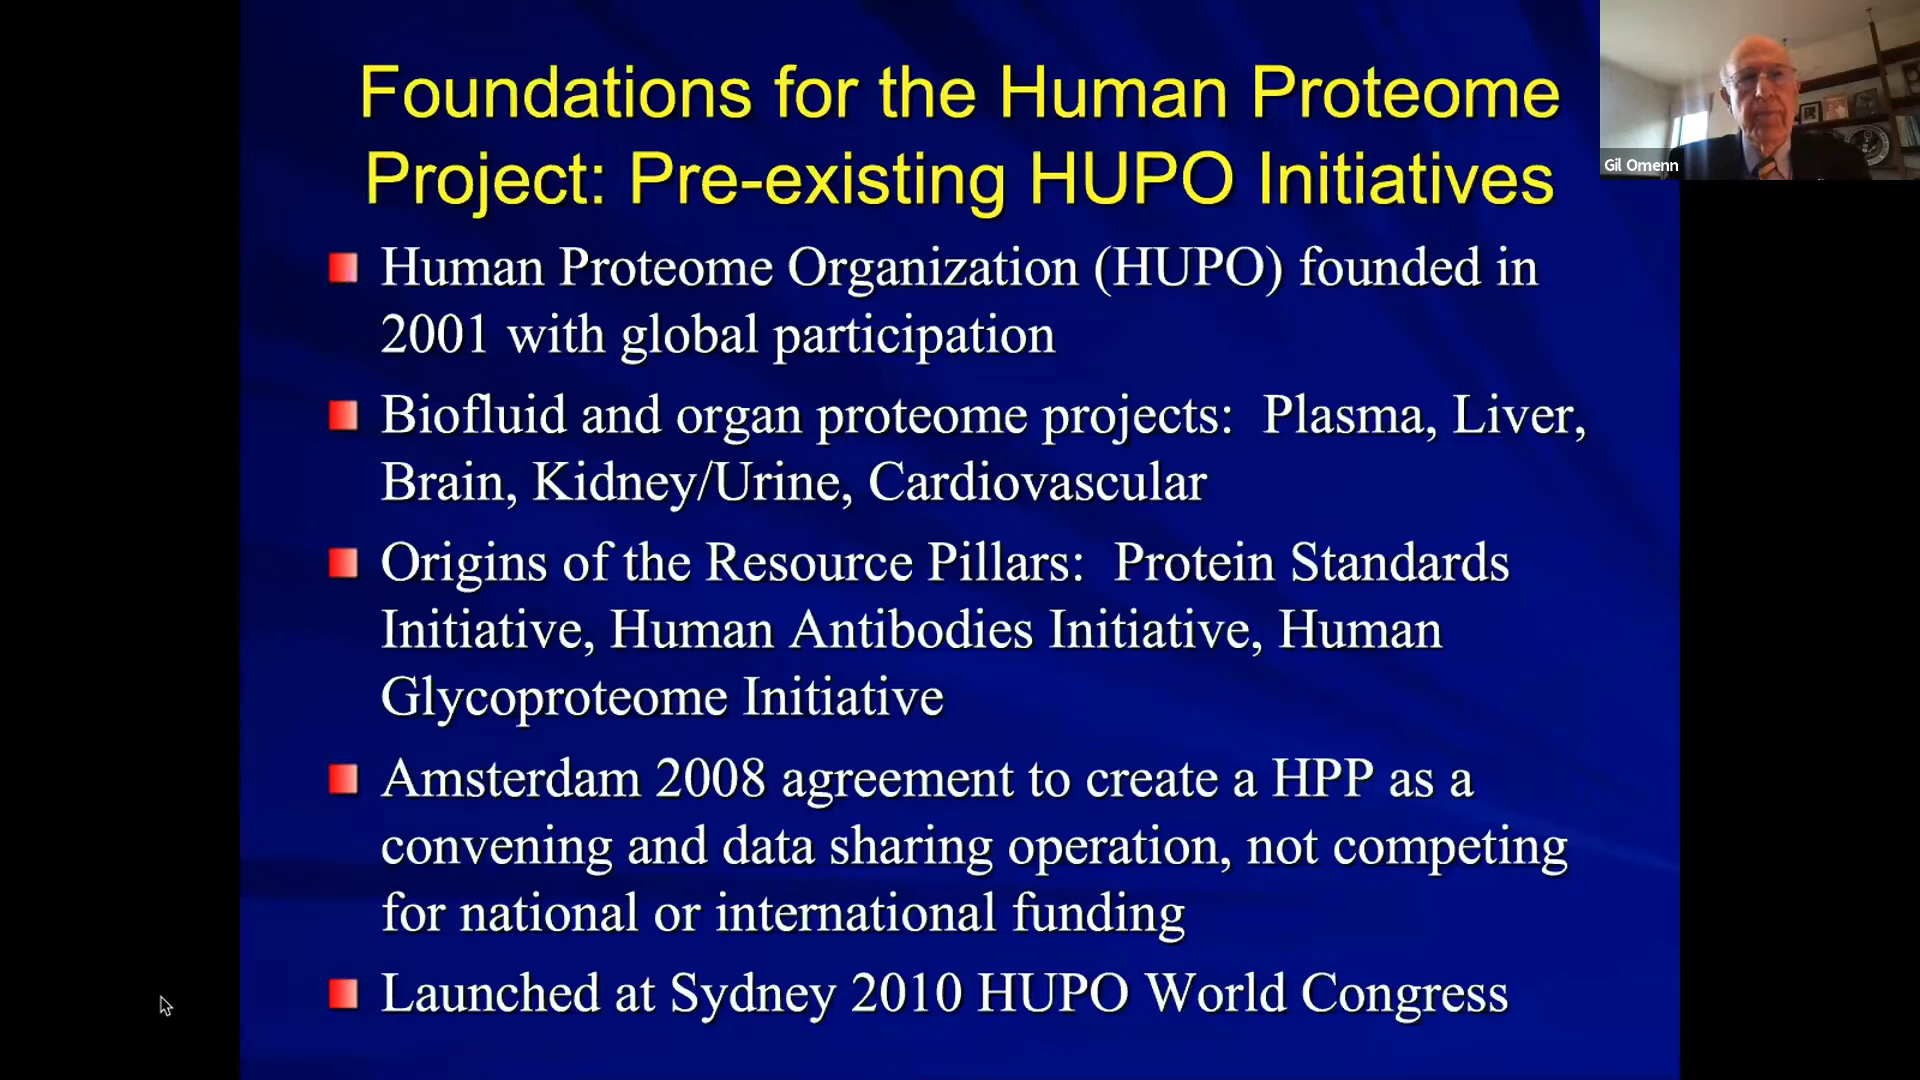 Foundations for the Human Proteome
Project: Pre-existing HUPO Initiatives
Gil Omenn
Human Proteome Organization (HUPO) founded in
2001 with global participation
Biofluid and organ proteome projects: Plasma, Liver,
Brain, Kidney/Urine, Cardiovascular
Origins of the Resource Pillars: Protein Standards
Initiative, Human Antibodies Initiative, Human
Glycoproteome Initiative
Amsterdam 2008 agreement to create a HPP as a
convening and data sharing operation, not competing
for national or international funding
Launched at Sydney 2010 HUPO World Congress